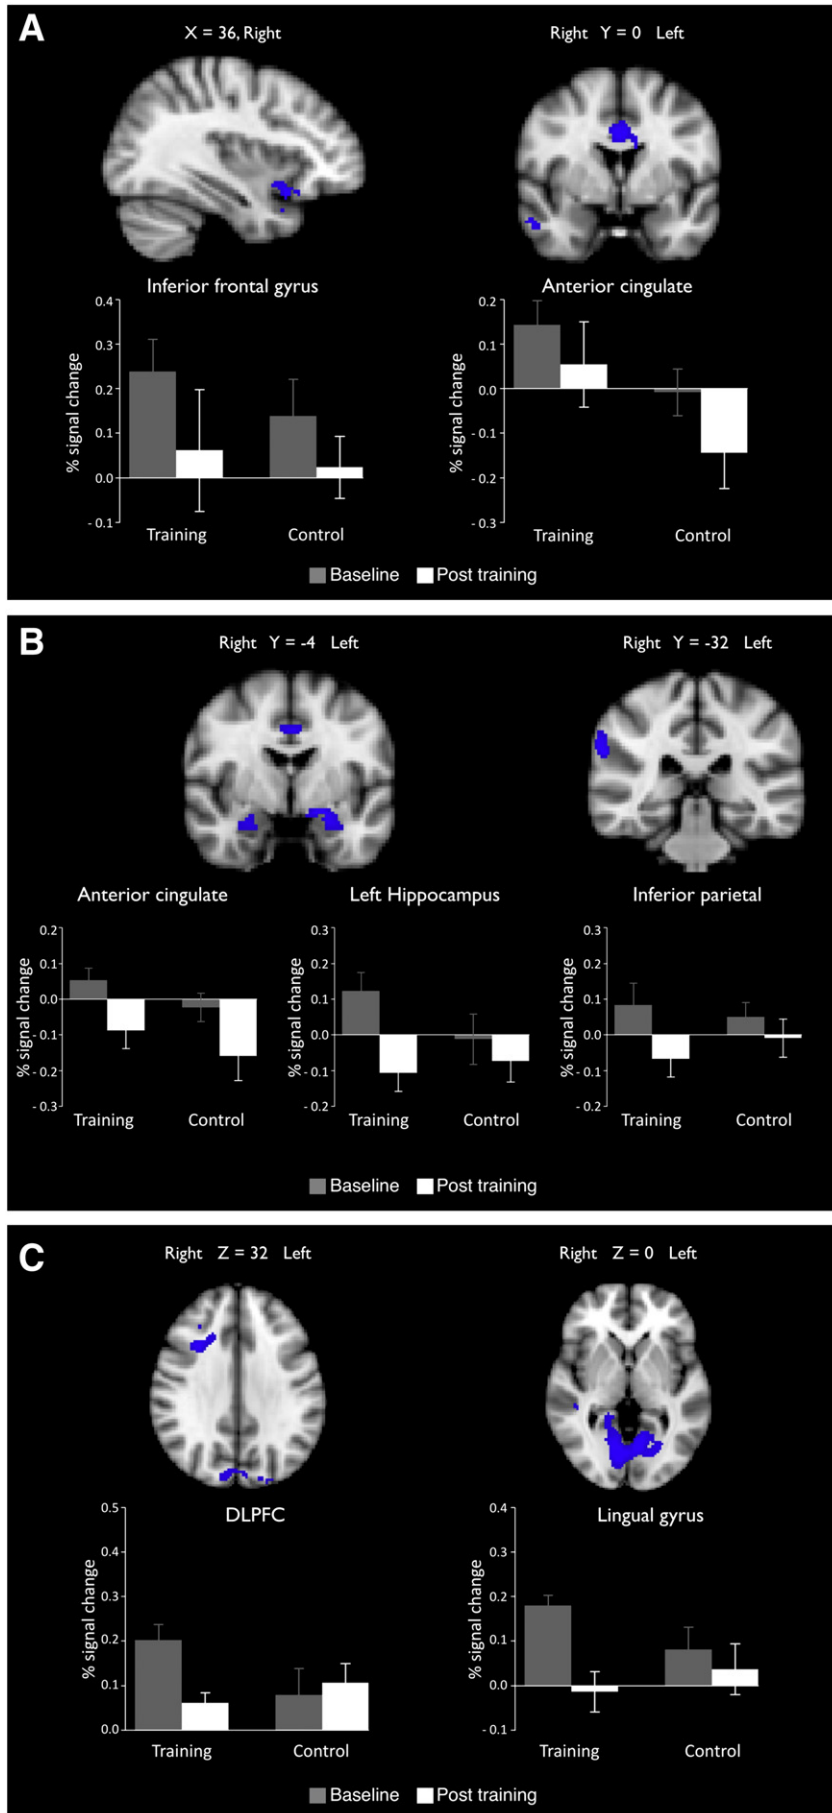 A
X = 36, Right
Right Y = 0 Left
Inferior frontal gyrus
% signal change
0.4
0.3
0.2
0.1
0.0
- 0.1
Training
Control
Anterior cingulate
% signal change
0.2
0.1
0.0
- 0.1
- 0.2
- 0.3
Training
Control
Baseline
Post training
B
Right Y = -4 Left
Right Y = -32 Left
Anterior cingulate
% signal change
0.2
0.1
0.0
- 0.1
- 0.2
- 0.3
Training
Control
Left Hippocampus
% signal change
0.3
0.2
0.1
0.0
- 0.1
- 0.2
Training
Control
Inferior parietal
% signal change
0.3
0.2
0.1
0.0
- 0.1
- 0.2
Training
Control
Baseline
Post training
C
Right Z = 32 Left
Right Z = 0 Left
DLPFC
% signal change
0.5
0.4
0.3
0.2
0.1
0.0
Training
Control
Lingual gyrus
% signal change
0.4
0.3
0.2
0.1
0.0
- 0.1
Training
Control
Baseline
Post training